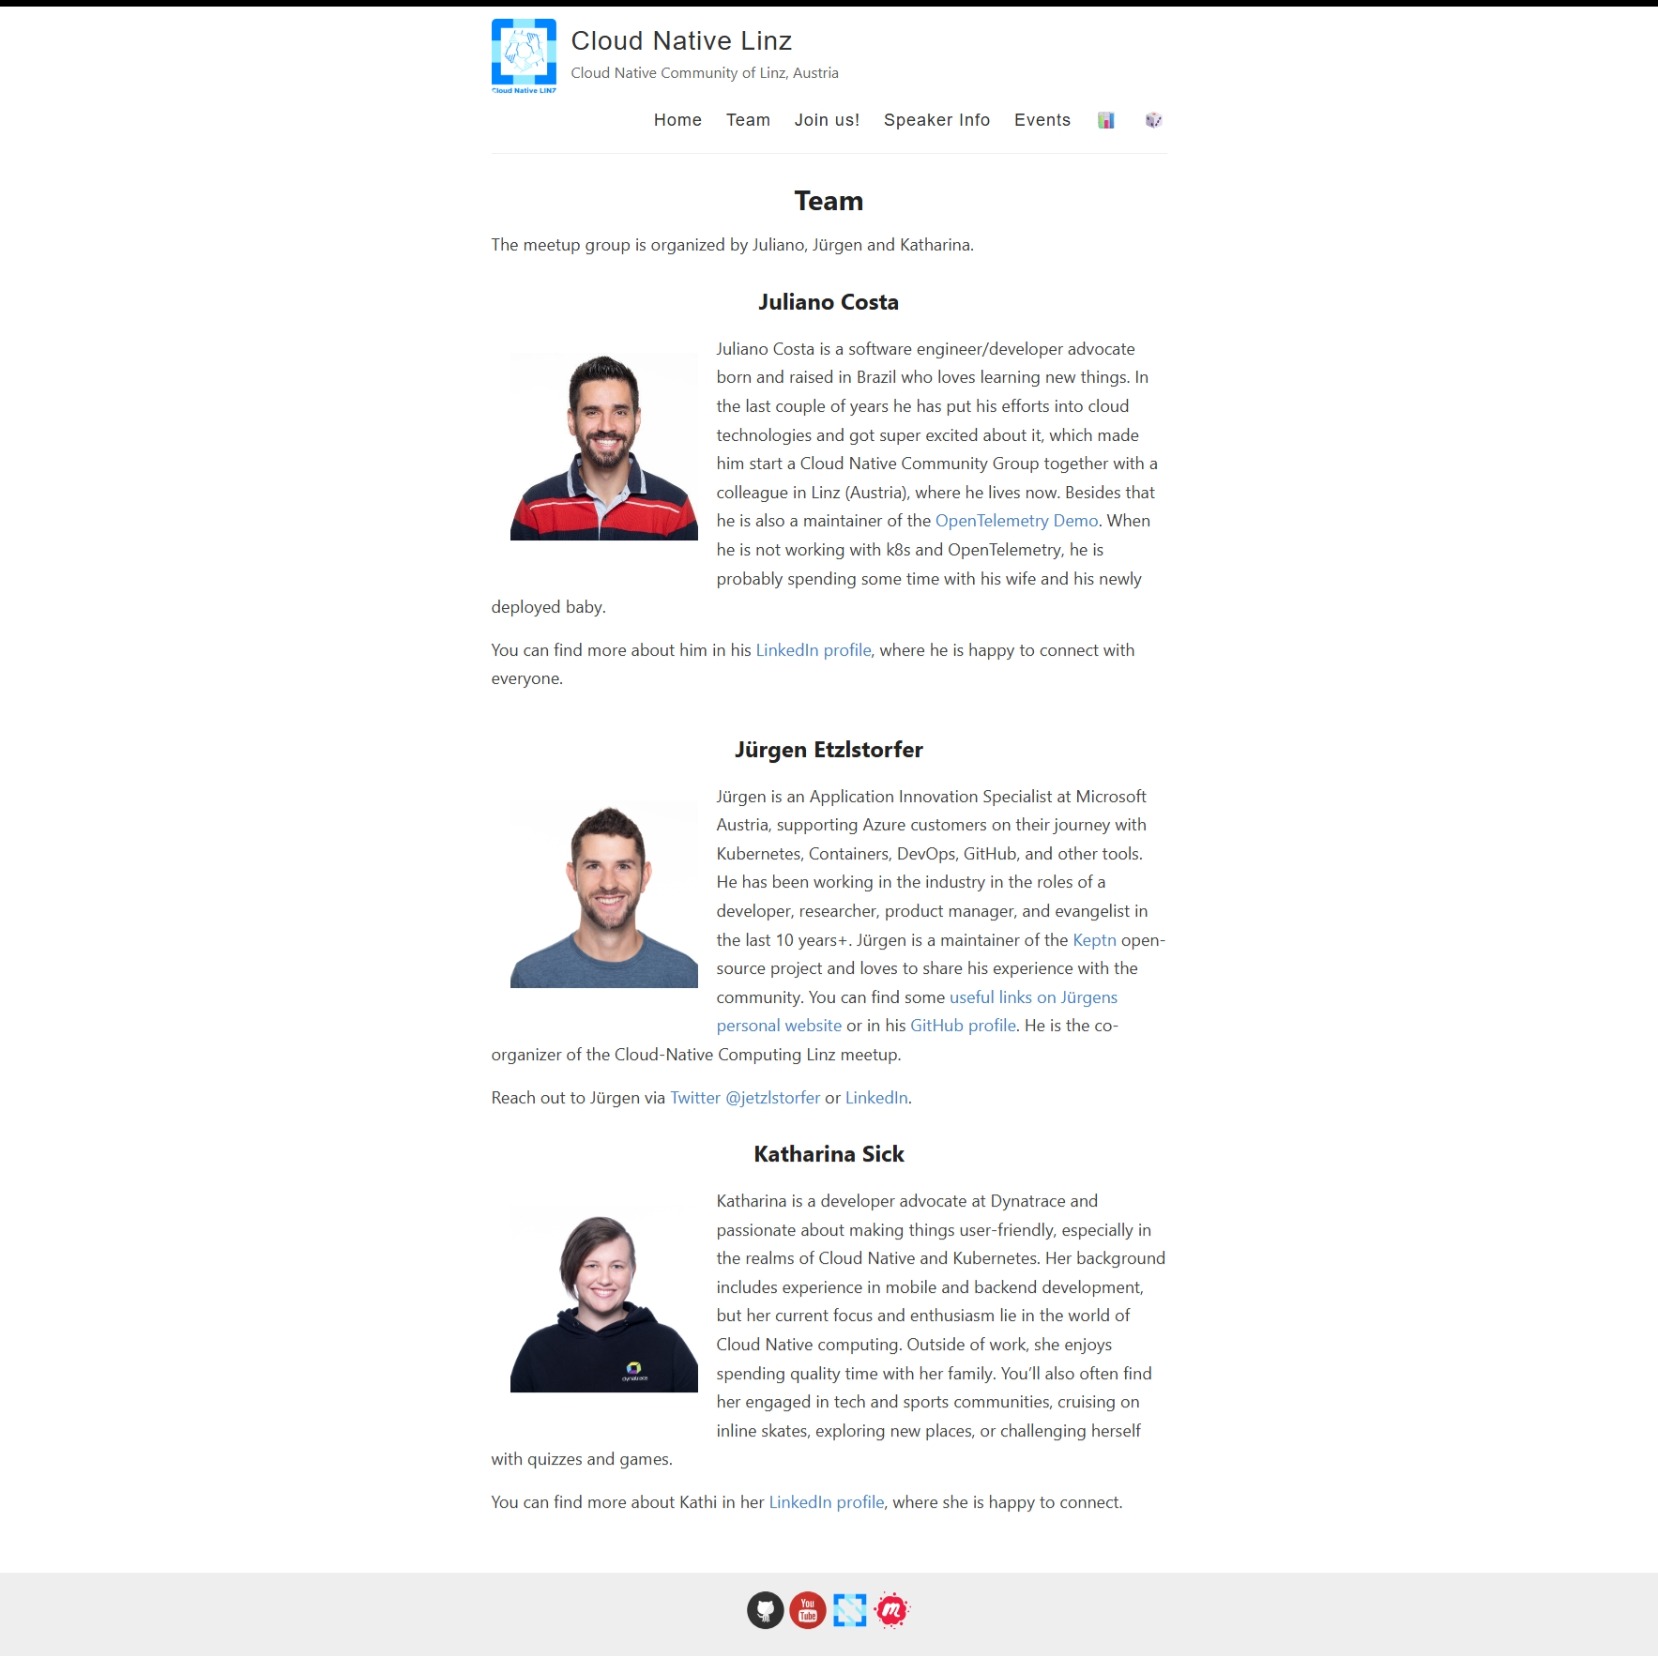 Cloud Native LINZ
Cloud Native Linz
Cloud Native Community of Linz, Austria
Home Team Join us! Speaker Info Events
Team
The meetup group is organized by Juliano, Jürgen and Katharina.
Juliano Costa
Juliano Costa is a software engineer/developer advocate
born and raised in Brazil who loves learning new things. In
the last couple of years he has put his efforts into cloud
technologies and got super excited about it, which made
him start a Cloud Native Community Group together with a
colleague in Linz (Austria), where he lives now. Besides that
he is also a maintainer of the OpenTelemetry Demo. When
he is not working with k8s and OpenTelemetry, he is
probably spending some time with his wife and his newly
deployed baby.
You can find more about him in his LinkedIn profile, where he is happy to connect with
everyone.
Jürgen Etzlstorfer
Jürgen is an Application Innovation Specialist at Microsoft
Austria, supporting Azure customers on their journey with
Kubernetes, Containers, DevOps, GitHub, and other tools.
He has been working in the industry in the roles of a
developer, researcher, product manager, and evangelist in
the last 10 years+. Jürgen is a maintainer of the Keptn open-
source project and loves to share his experience with the
community. You can find some useful links on Jürgens
personal website or in his GitHub profile. He is the co-
organizer of the Cloud-Native Computing Linz meetup.
Reach out to Jürgen via Twitter @jetzlstorfer or LinkedIn.
Katharina Sick
Katharina is a developer advocate at Dynatrace and
passionate about making things user-friendly, especially in
the realms of Cloud Native and Kubernetes. Her background
includes experience in mobile and backend development,
but her current focus and enthusiasm lie in the world of
Cloud Native computing. Outside of work, she enjoys
spending quality time with her family. You’ll also often find
her engaged in tech and sports communities, cruising on
inline skates, exploring new places, or challenging herself
dynatrace
with quizzes and games.
You can find more about Kathi in her LinkedIn profile, where she is happy to connect.
You
Tube
m